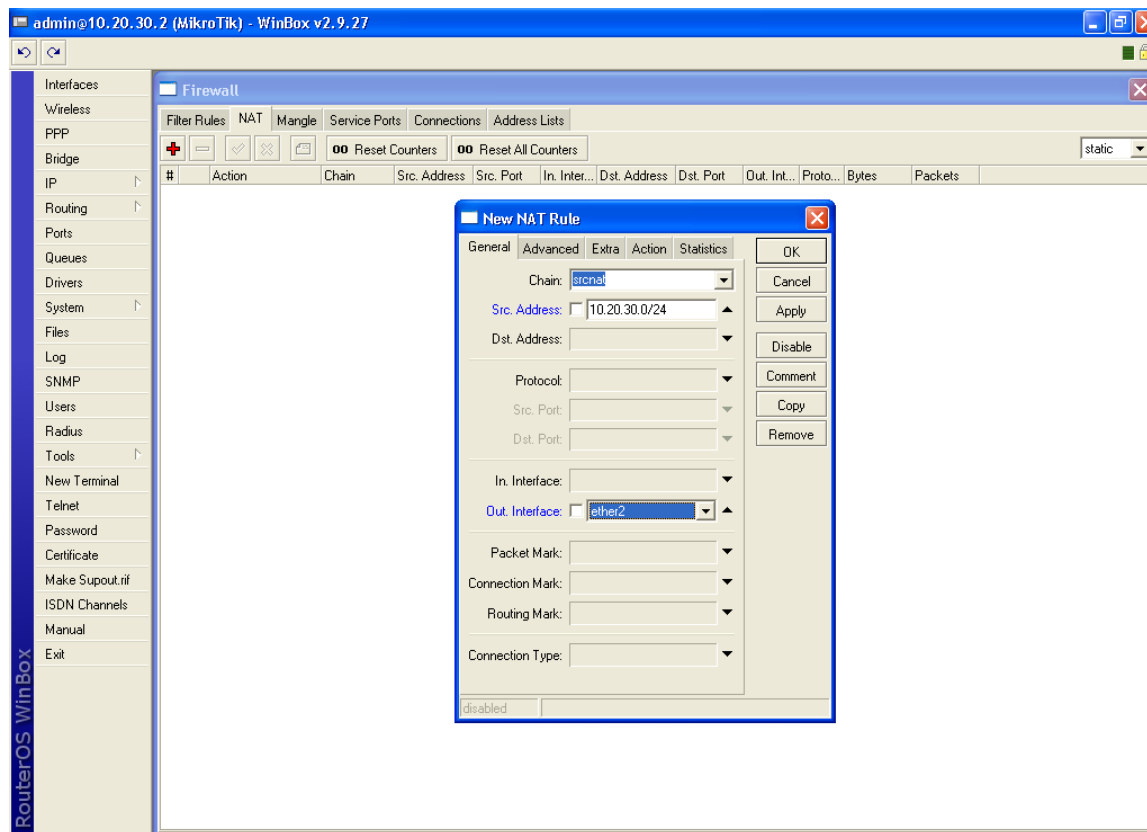 admin@10.20.30.2 (MikroTik) - WinBox v2.9.27
Interfaces
Wireless
PPP
Bridge
IP
Routing
Ports
Queues
Drivers
System
Files
Log
SNMP
Users
Radius
Tools
New Terminal
Telnet
Password
Certificate
Make Supout.rif
ISDN Channels
Manual
Exit
RouterOS WinBox
Firewall
Filter Rules NAT Mangle Service Ports Connections Address Lists
00 Reset Counters 00 Reset All Counters static
# Action Chain Src. Address Src. Port In. Inter... Dst. Address Dst. Port Out. Int... Proto... Bytes Packets
New NAT Rule
General Advanced Extra Action Statistics
Chain: srcnat
Src. Address: 10.20.30.0/24
Dst. Address:
Protocol:
Src. Port:
Dst. Port:
In. Interface:
Out. Interface: ether2
Packet Mark:
Connection Mark:
Routing Mark:
Connection Type:
OK
Cancel
Apply
Disable
Comment
Copy
Remove
disabled